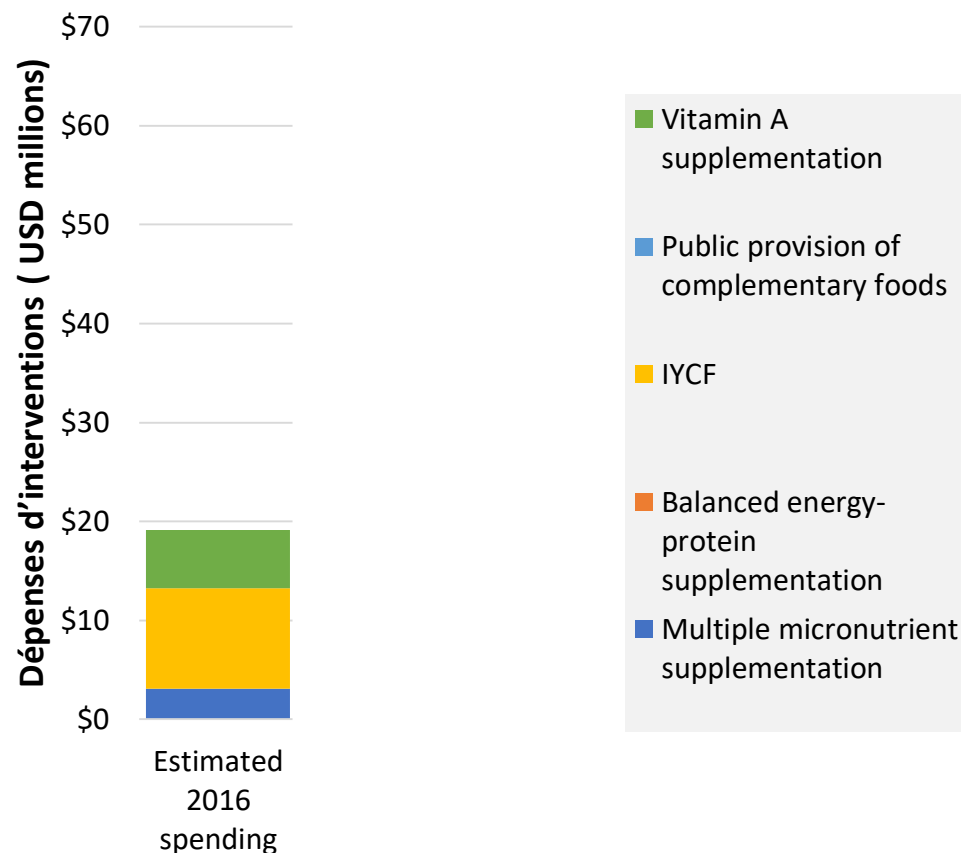 Dépenses d’interventions ( USD millions)
$70
$60
$50
$40
$30
$20
$10
$0
Estimated
2016
spending
Vitamin A
supplementation
Public provision of
complementary foods
IYCF
Balanced energy-
protein
supplementation
Multiple micronutrient
supplementation